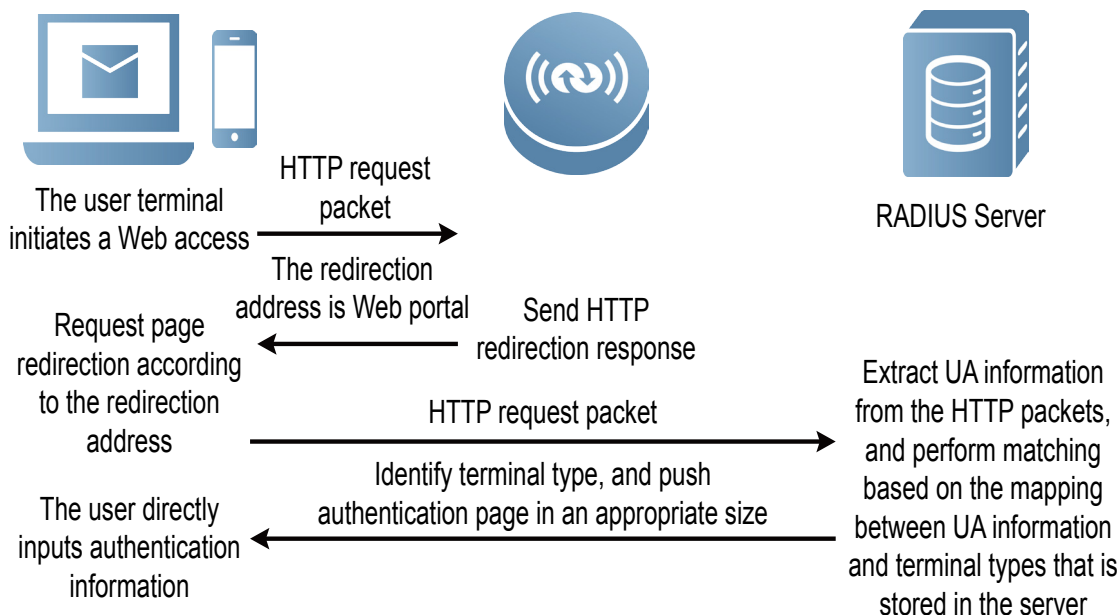 HTTP request
packet
The user terminal
initiates a Web access
RADIUS Server
The redirection
address is Web portal
Send HTTP
redirection response
Request page
redirection according
to the redirection
address
HTTP request packet
Extract UA information
from the HTTP packets,
and perform matching
based on the mapping
between UA information
and terminal types that is
stored in the server
Identify terminal type, and push
authentication page in an appropriate size
The user directly
inputs authentication
information